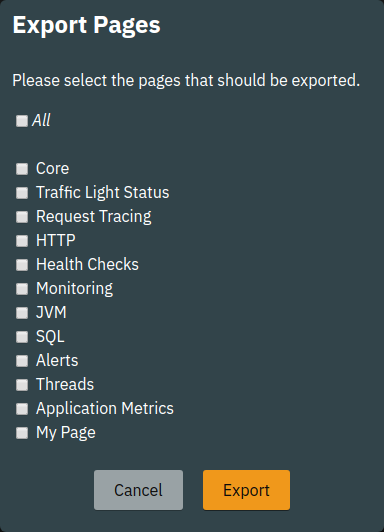 Export Pages
Please select the pages that should be exported.
All
Core
Traffic Light Status
Request Tracing
HTTP
Health Checks
Monitoring
JVM
SQL
Alerts
Threads
Application Metrics
My Page
Cancel Export